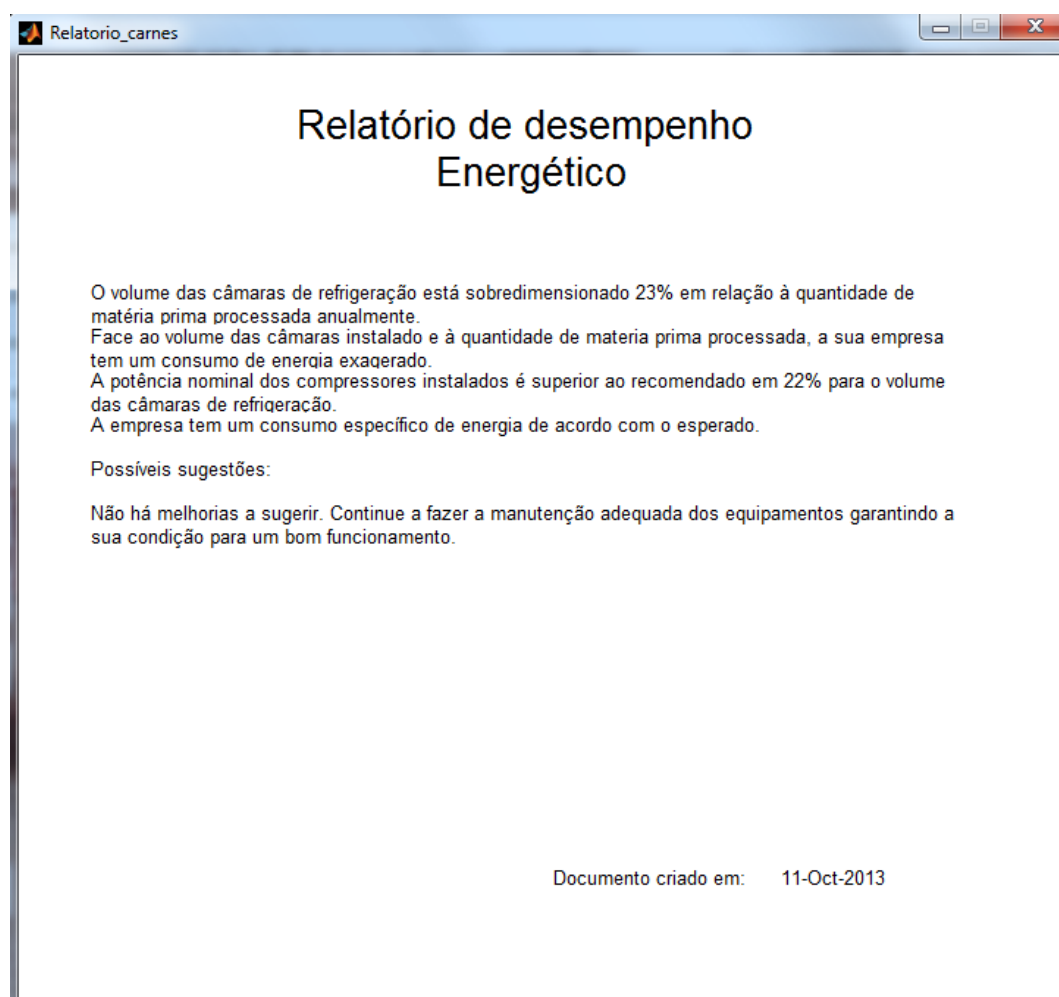 Relatorio_carnes
Relatório de desempenho
Energético
O volume das câmaras de refrigeração está sobredimensionado 23% em relação à quantidade de
matéria prima processada anualmente.
Face ao volume das câmaras instalado e à quantidade de materia prima processada, a sua empresa
tem um consumo de energia exagerado.
A potência nominal dos compressores instalados é superior ao recomendado em 22% para o volume
das câmaras de refrigeração.
A empresa tem um consumo específico de energia de acordo com o esperado.
Possíveis sugestões:
Não há melhorias a sugerir. Continue a fazer a manutenção adequada dos equipamentos garantindo a
sua condição para um bom funcionamento.
Documento criado em: 11-Oct-2013